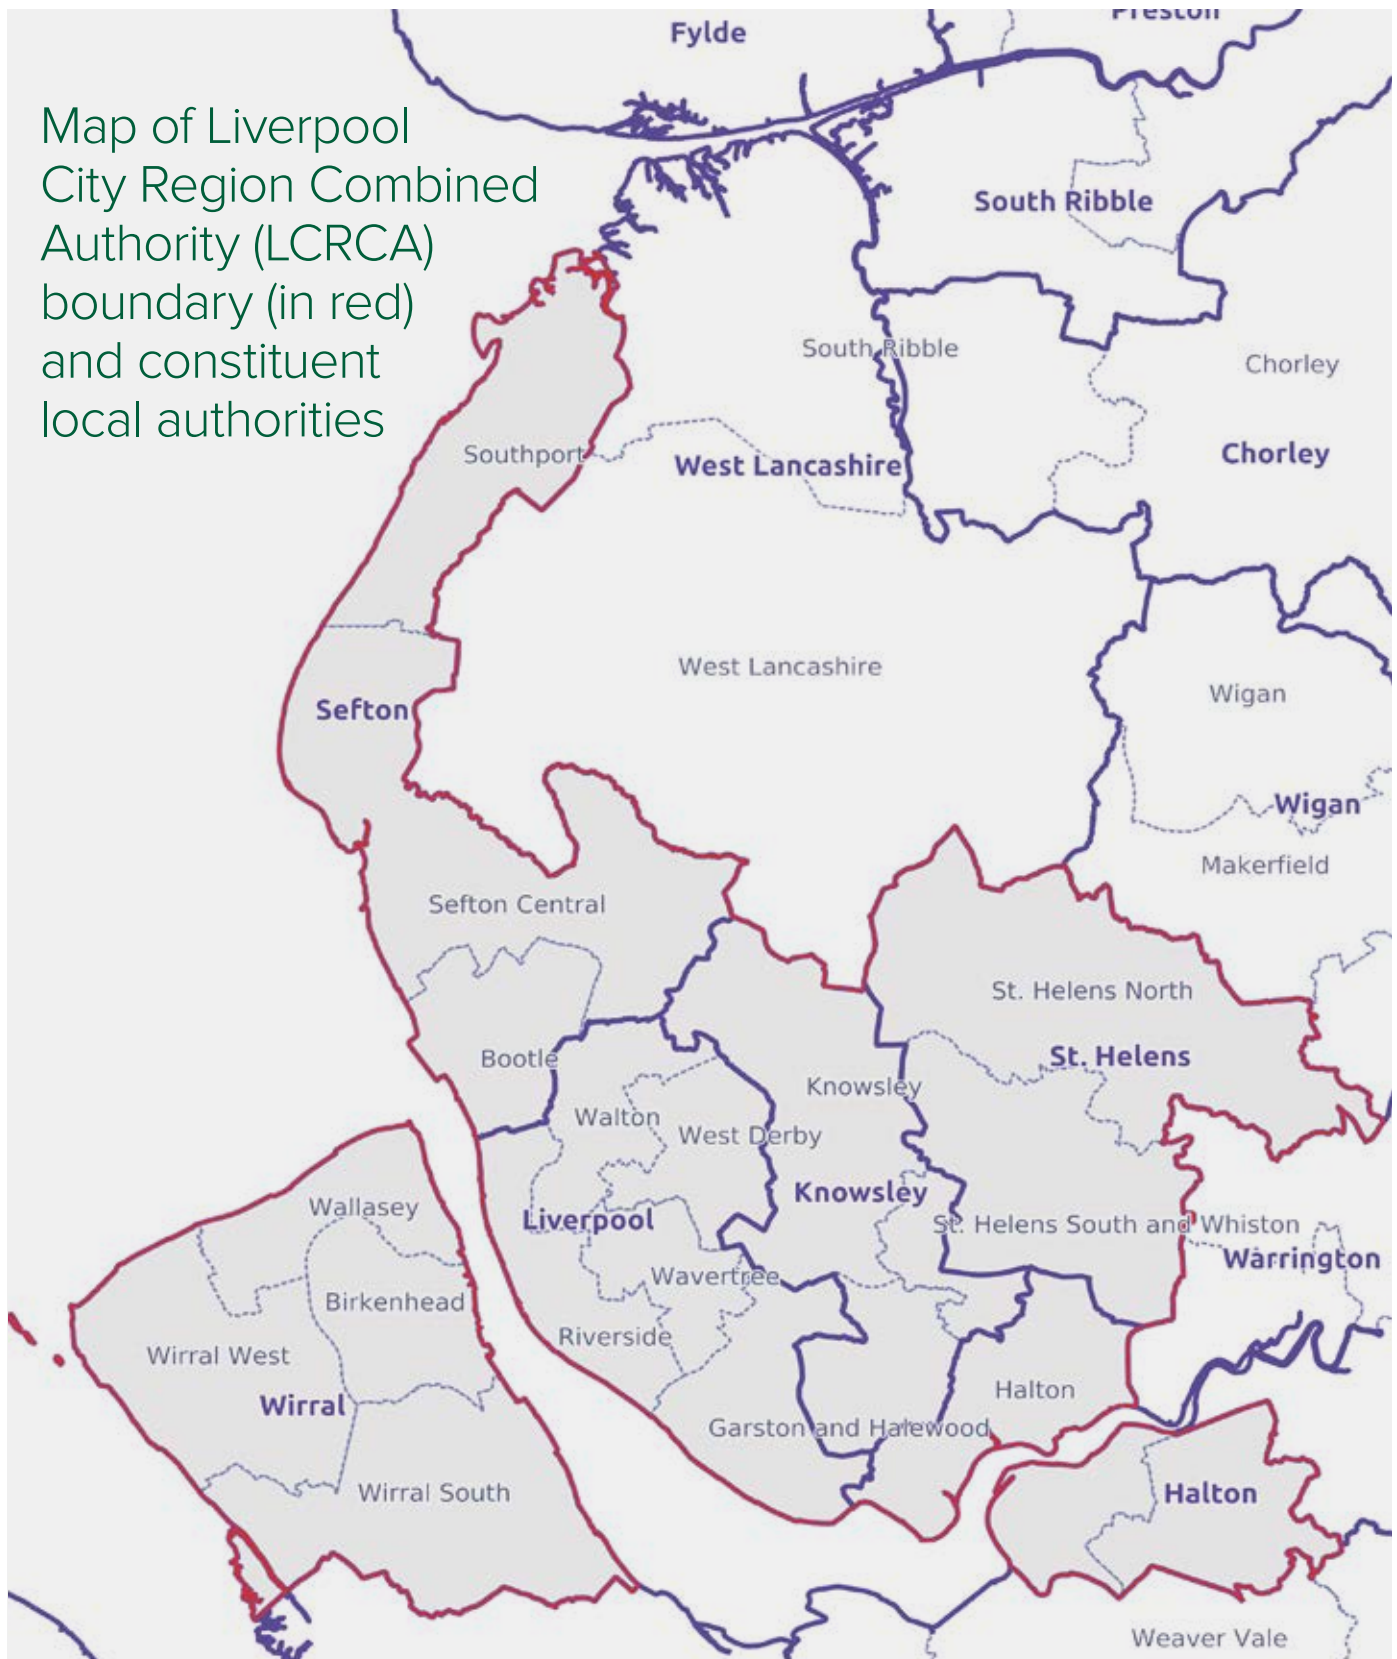 Fylde
Preston
Map of Liverpool
City Region Combined
Authority (LCRCA)
boundary (in red)
and constituent
local authorities
South Ribble
South Ribble
Chorley
Southport
West Lancashire
Chorley
West Lancashire
Wigan
Sefton
Wigan
Makerfield
Sefton Central
St. Helens North
Bootle
St. Helens
Knowsley
Walton
West Derby
Knowsley
Wallasey
Liverpool
St. Helens South and Whiston
Warrington
Wavertree
Birkenhead
Riverside
Wirral West
Halton
Wirral
Garston and Halewood
Wirral South
Halton
Weaver Vale